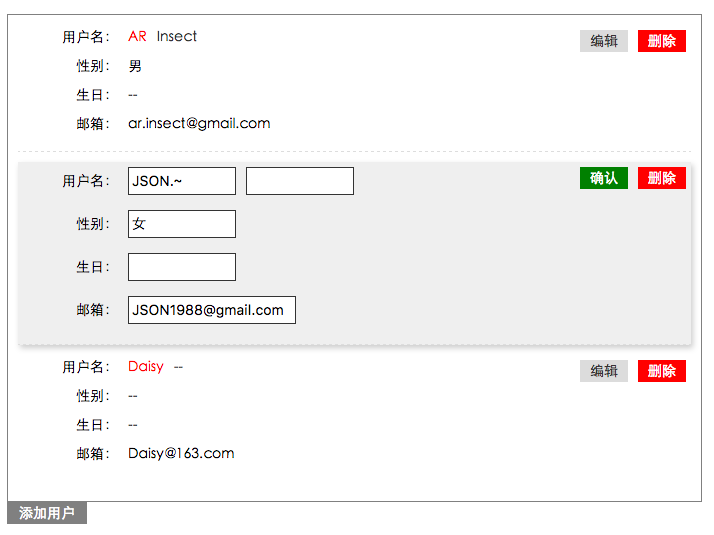 用户名： AR Insect 编辑 删除
性别： 男
生日： --
邮箱： ar.insect@gmail.com
用户名： JSON.~ 确认 删除
性别： 女
生日：
邮箱： JSON1988@gmail.com
用户名： Daisy -- 编辑 删除
性别： --
生日： --
邮箱： Daisy@163.com
添加用户